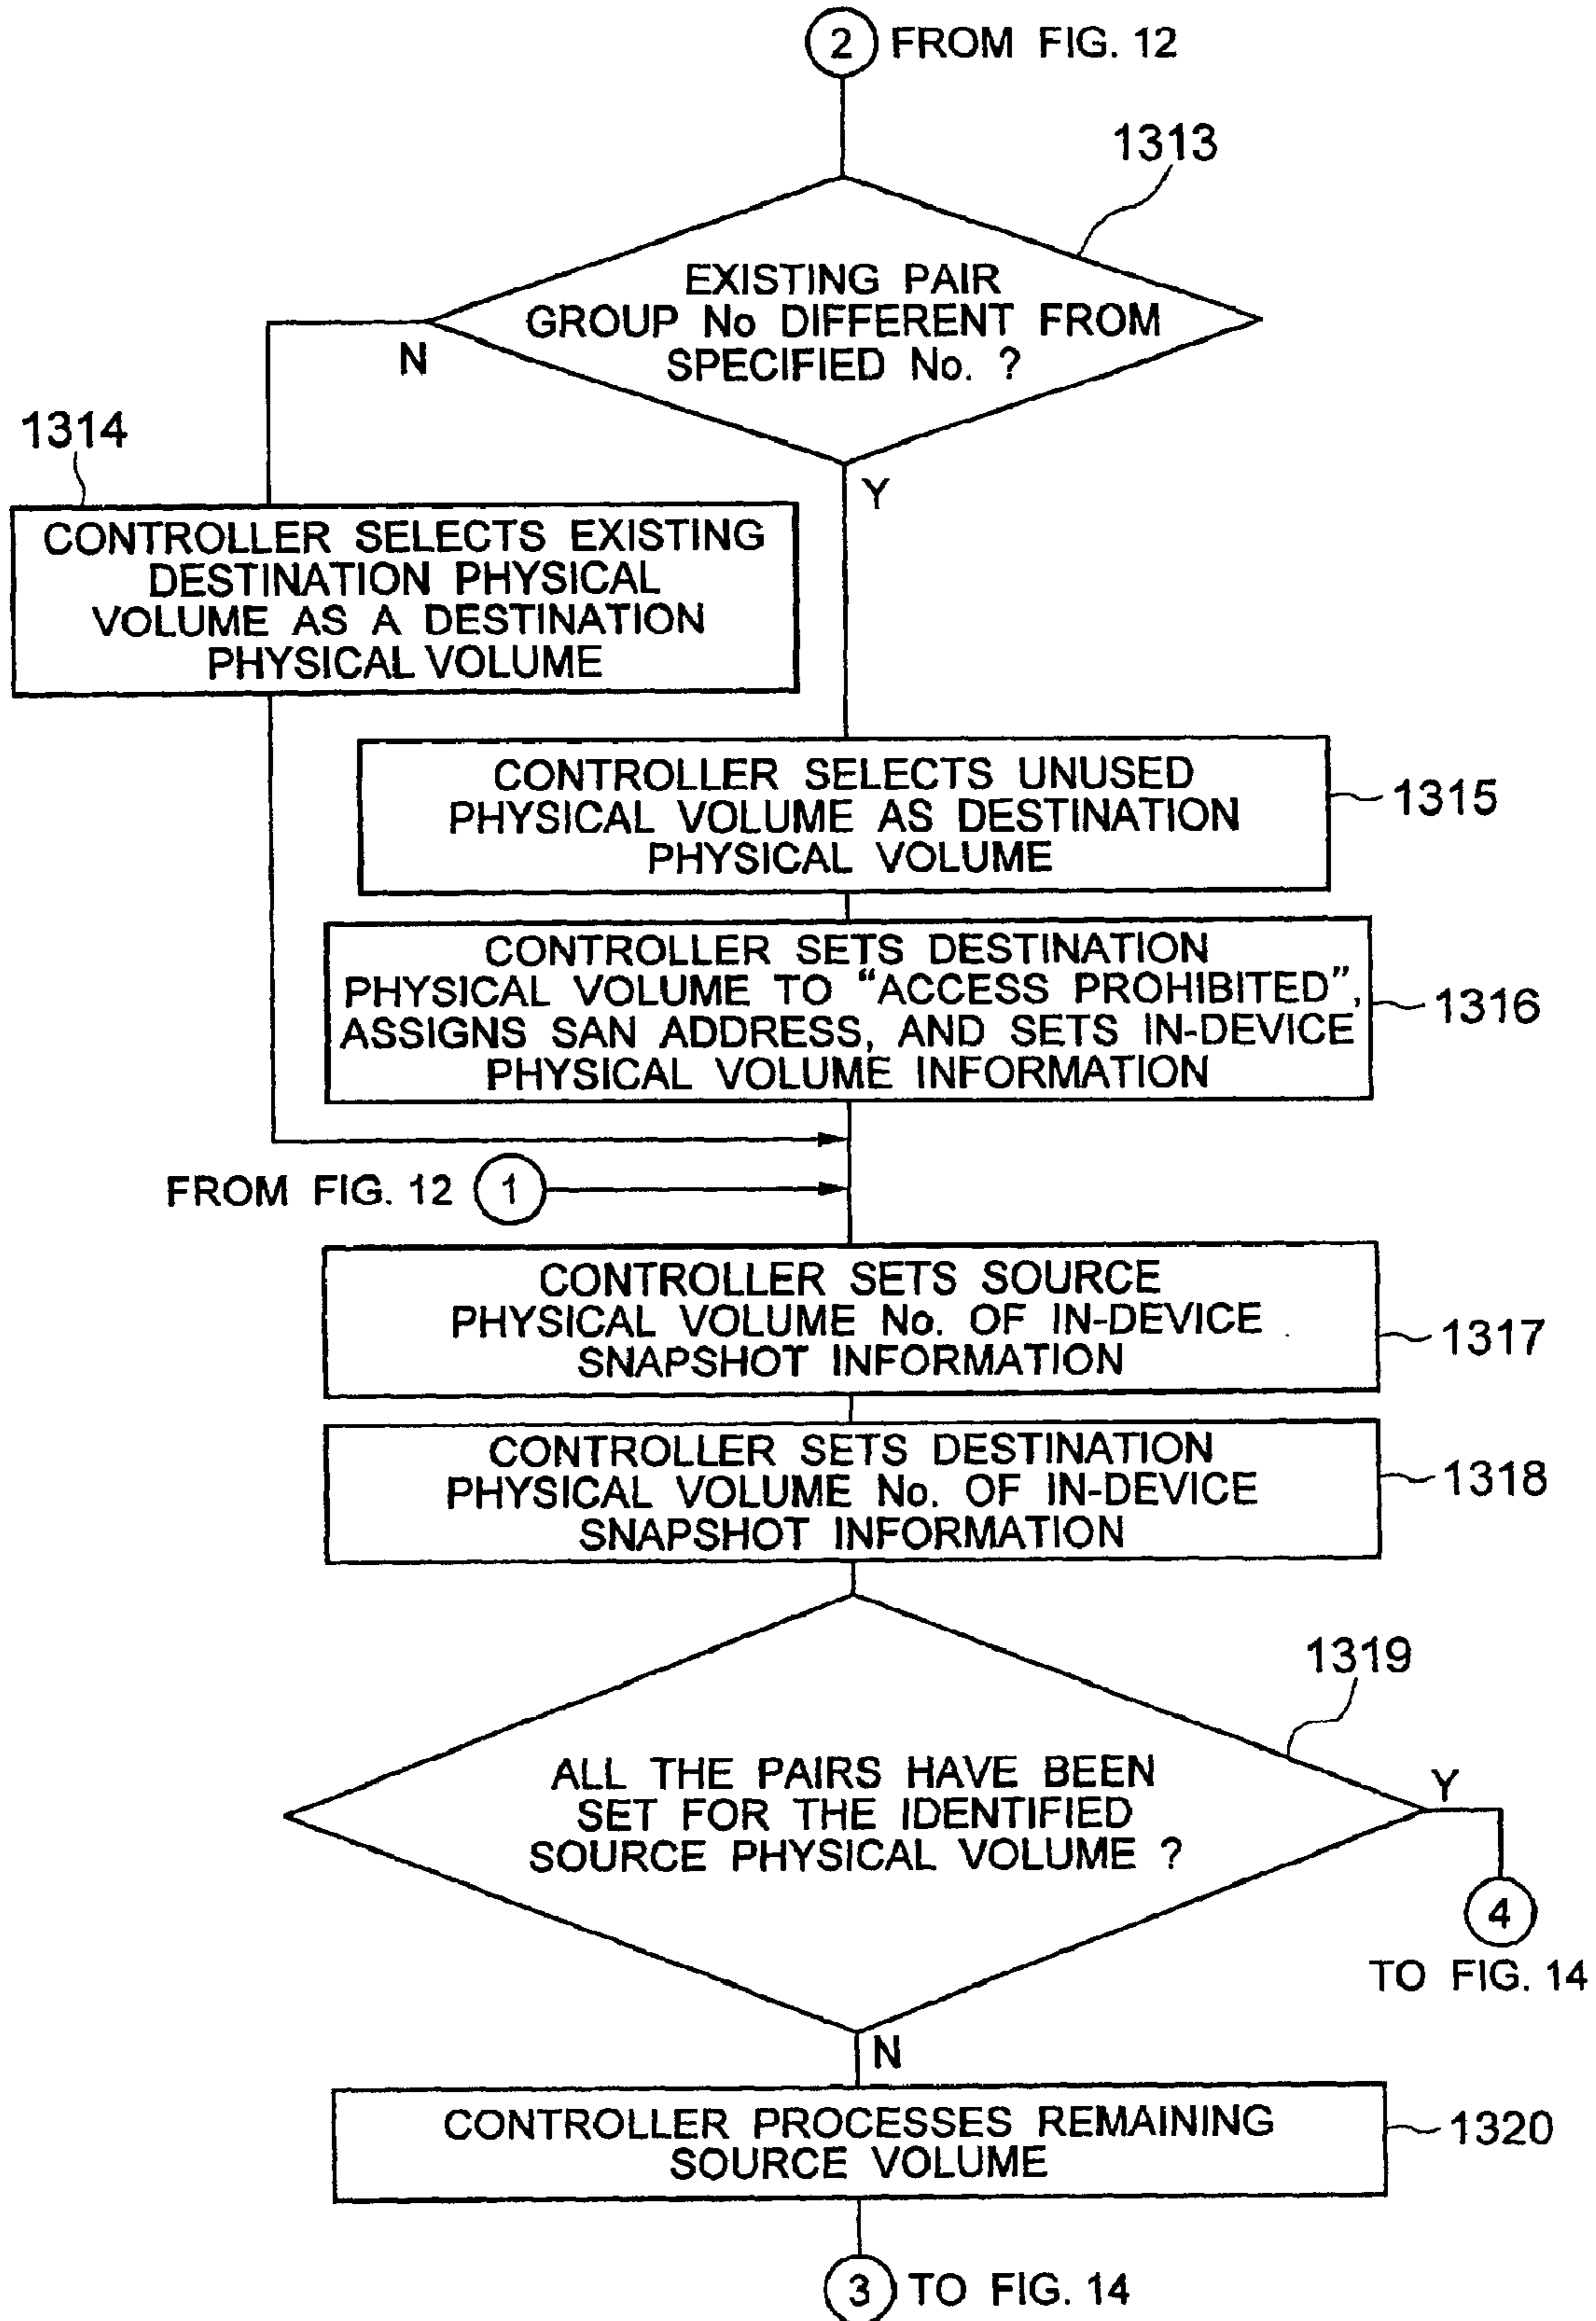 2 FROM FIG. 12
1313
EXISTING PAIR
GROUP No DIFFERENT FROM
SPECIFIED No. ?
N
Y
1314
CONTROLLER SELECTS EXISTING
DESTINATION PHYSICAL
VOLUME AS A DESTINATION
PHYSICAL VOLUME
CONTROLLER SELECTS UNUSED
PHYSICAL VOLUME AS DESTINATION
PHYSICAL VOLUME
1315
CONTROLLER SETS DESTINATION
PHYSICAL VOLUME TO “ACCESS PROHIBITED”,
ASSIGNS SAN ADDRESS, AND SETS IN-DEVICE
PHYSICAL VOLUME INFORMATION
1316
FROM FIG. 12 1
CONTROLLER SETS SOURCE
PHYSICAL VOLUME No. OF IN-DEVICE
SNAPSHOT INFORMATION
1317
CONTROLLER SETS DESTINATION
PHYSICAL VOLUME No. OF IN-DEVICE
SNAPSHOT INFORMATION
1318
1319
ALL THE PAIRS HAVE BEEN
SET FOR THE IDENTIFIED
SOURCE PHYSICAL VOLUME ?
Y
4
TO FIG. 14
N
CONTROLLER PROCESSES REMAINING
SOURCE VOLUME
1320
3 TO FIG. 14